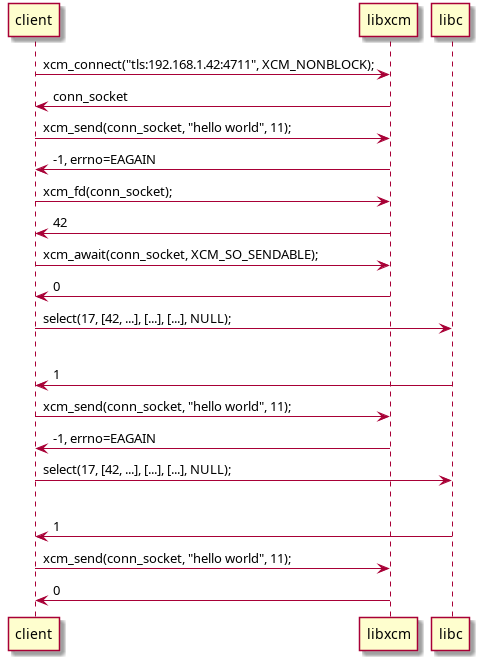 client libxcm libc
xcm_connect("tls:192.168.1.42:4711", XCM_NONBLOCK);
conn_socket
xcm_send(conn_socket, "hello world", 11);
-1, errno=EAGAIN
xcm_fd(conn_socket);
42
xcm_await(conn_socket, XCM_SO_SENDABLE);
0
select(17, [42, ...], [...], [...], NULL);
1
xcm_send(conn_socket, "hello world", 11);
-1, errno=EAGAIN
select(17, [42, ...], [...], [...], NULL);
1
xcm_send(conn_socket, "hello world", 11);
0
client libxcm libc